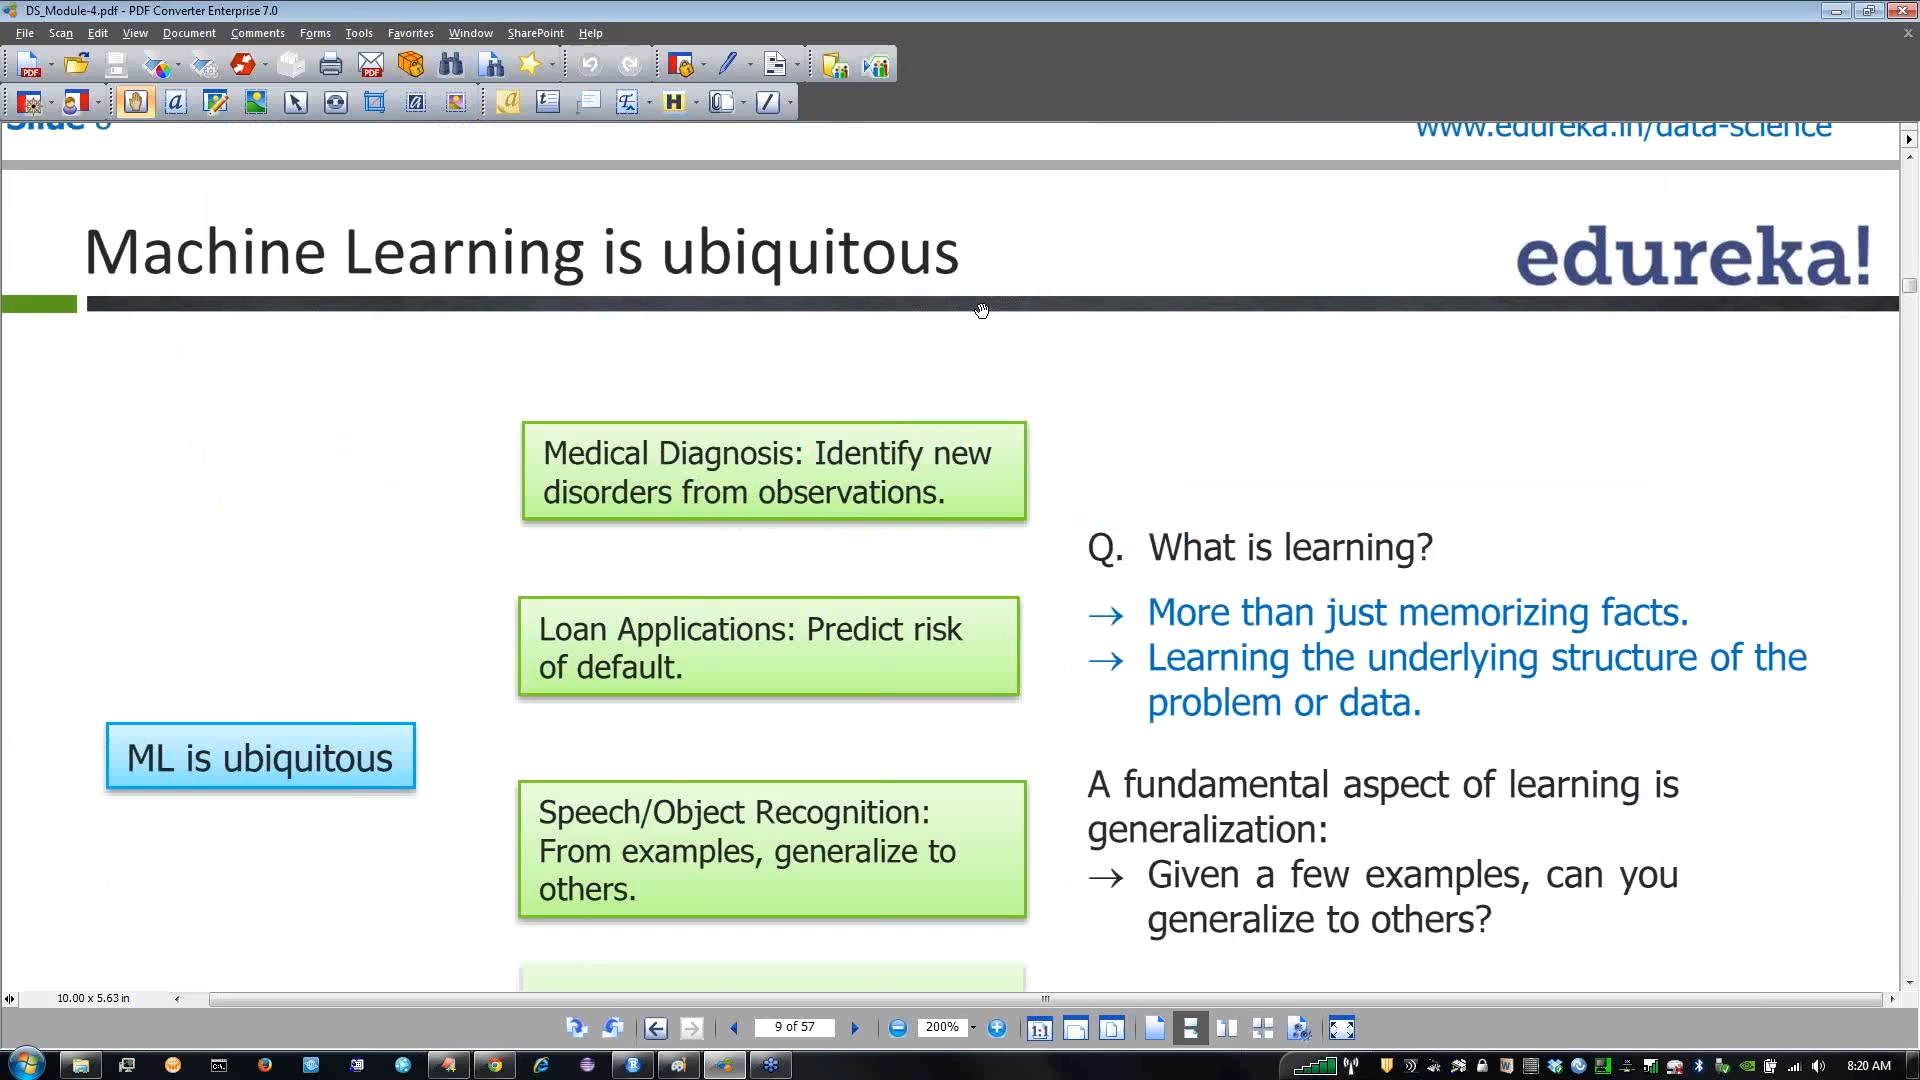 DS_Module-4.pdf - PDF Converter Enterprise 7.0
File Scan Edit View Document Comments Forms Tools Favorites Window SharePoint Help
Slide 8
www.edureka.in/data-science
Machine Learning is ubiquitous
edureka!
Medical Diagnosis: Identify new
disorders from observations.
Loan Applications: Predict risk
of default.
ML is ubiquitous
Speech/Object Recognition:
From examples, generalize to
others.
Q. What is learning?
→ More than just memorizing facts.
→ Learning the underlying structure of the
problem or data.
A fundamental aspect of learning is
generalization:
→ Given a few examples, can you
generalize to others?
10.00 x 5.63 in
9 of 57
200%
8:20 AM